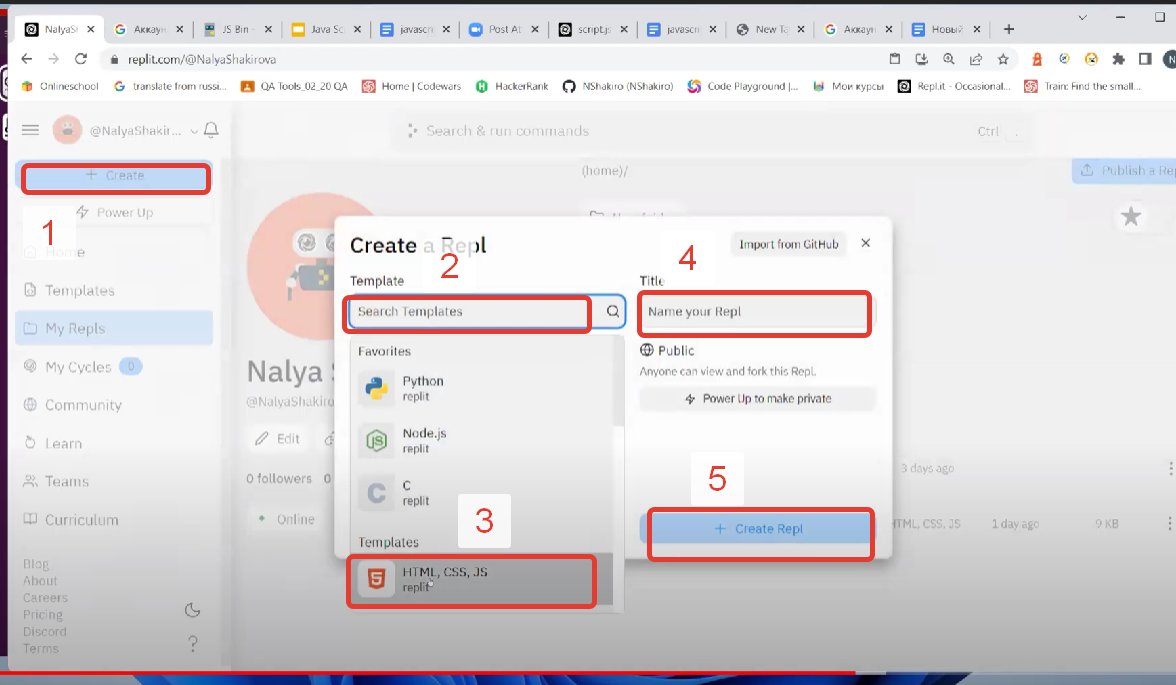 NalyaSh
Аккаун
JS Bin -
Java Sc
javascri
Post At
script.js
javascri
New Ta
Аккаун
Новый
replit.com/@NalyaShakirova
Onlineschool
translate from russi...
QA Tools_02_20 QA
Home | Codewars
HackerRank
NShakiro (NShakiro)
Code Playground |...
Мои курсы
Repl.it - Occasional...
Train: Find the small...
@NalyaShakir...
Search & run commands
Ctrl .
+ Create
1
Power Up
Home
Templates
My Repls
My Cycles 0
Community
Learn
Teams
Curriculum
Blog
About
Careers
Pricing
Discord
Terms
?
(home)/
Publish a Rep
Nalya
@NalyaShakiro
Edit
0 followers 0
Online
Create a Repl
2
Template
Search Templates
Favorites
Python
replit
Node.js
replit
C
replit
3
Templates
HTML, CSS, JS
replit
Import from GitHub
4
Title
Name your Repl
Public
Anyone can view and fork this Repl.
Power Up to make private
5
+ Create Repl
3 days ago
HTML, CSS, JS
1 day ago
9 KB